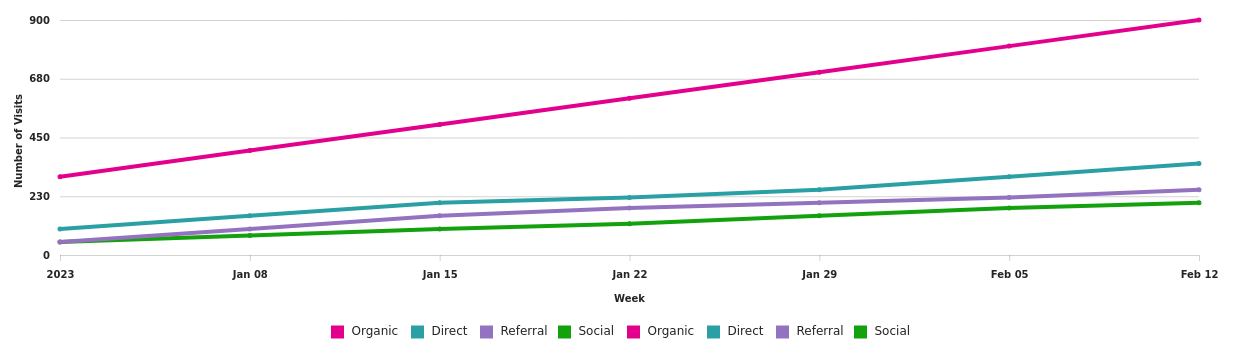 900
680
450
230
0
Number of Visits
2023 Jan 08 Jan 15 Jan 22 Jan 29 Feb 05 Feb 12
Week
Organic Direct Referral Social Organic Direct Referral Social